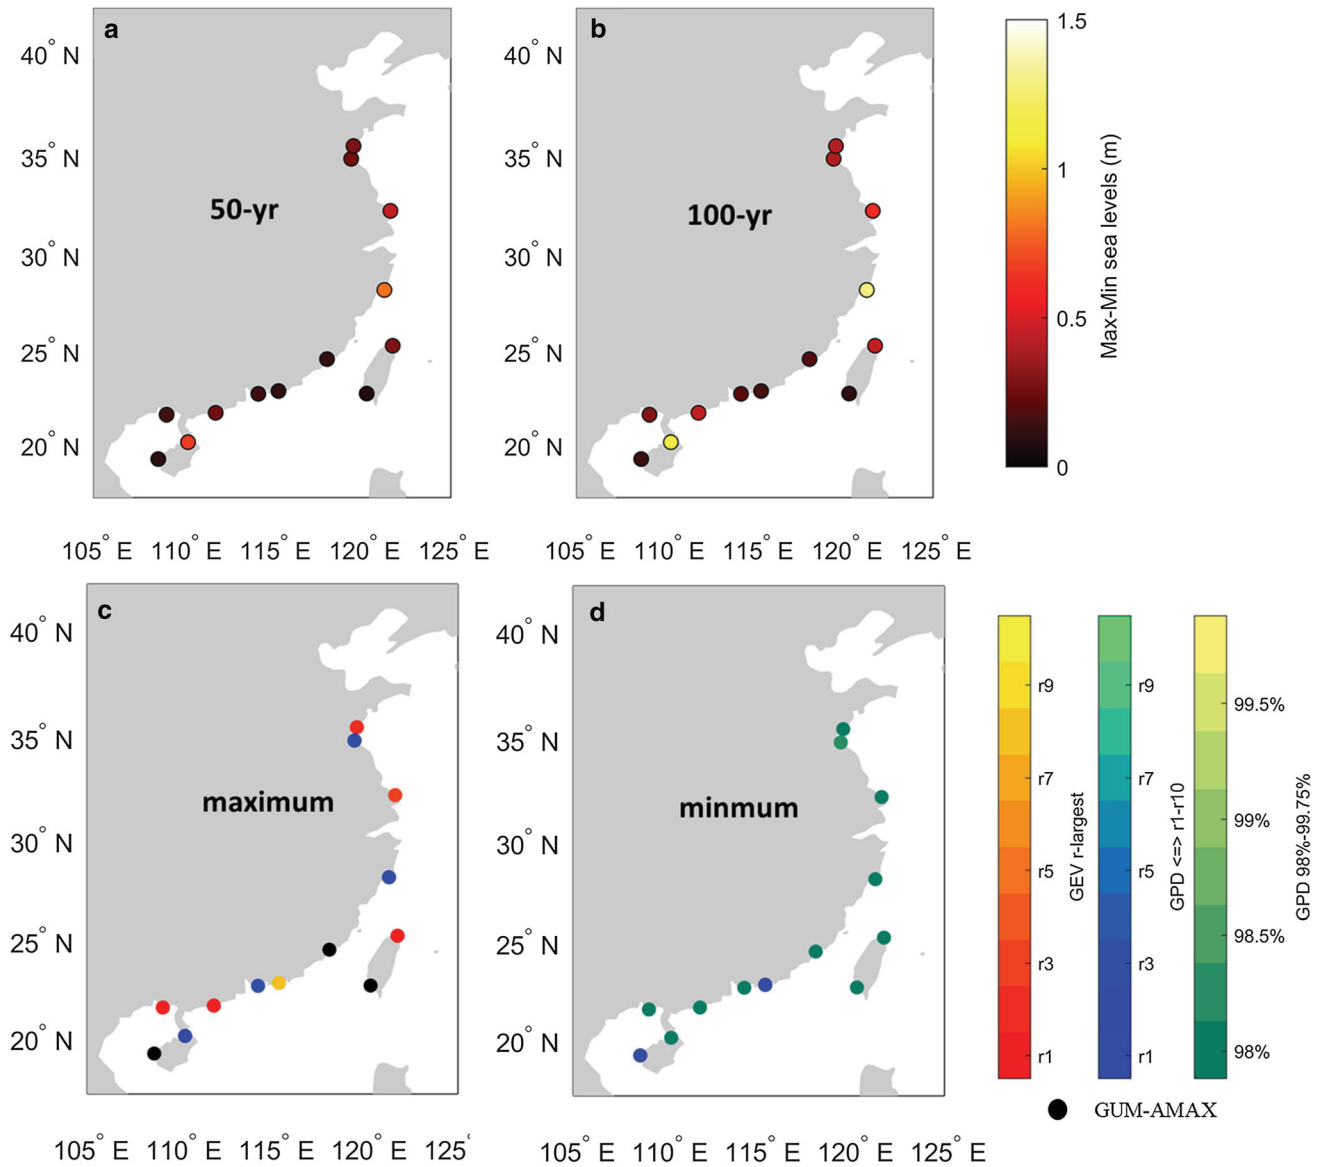 a
40° N
35° N
30° N
25° N
20° N
50-yr
105° E 110° E 115° E 120° E 125° E
b
40° N
35° N
30° N
25° N
20° N
100-yr
105° E 110° E 115° E 120° E 125° E
1.5
1
0.5
0
Max-Min sea levels (m)
c
40° N
35° N
30° N
25° N
20° N
maximum
105° E 110° E 115° E 120° E 125°
d
40° N
35° N
30° N
25° N
20° N
minmum
105° E 110° E 115° E 120° E 125° E
r9
r7
r5
r3
r1
GEV r-largest
r9
r7
r5
r3
r1
GPD <=> r1-r10
99.5%
99%
98.5%
98%
GPD 98%-99.75%
GUM-AMAX